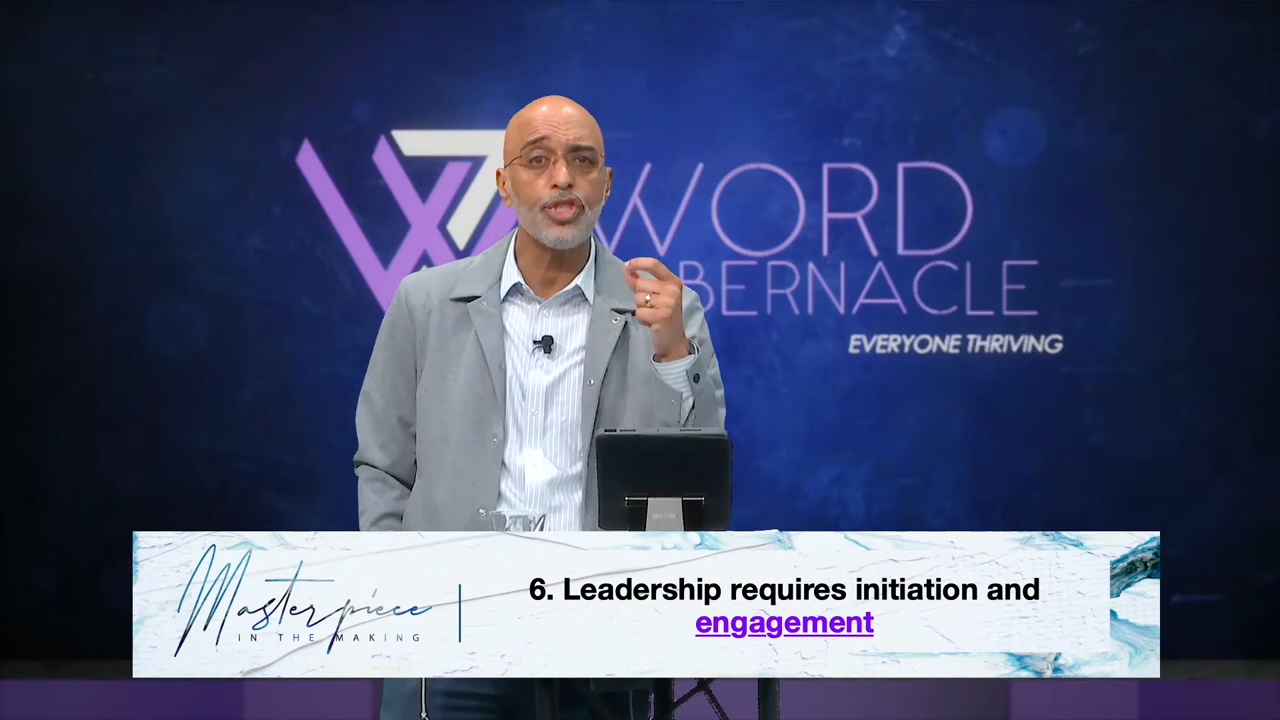 WORD
BERNACLE
EVERYONE THRIVING
Masterpiece
IN THE MAKING
6. Leadership requires initiation and
engagement